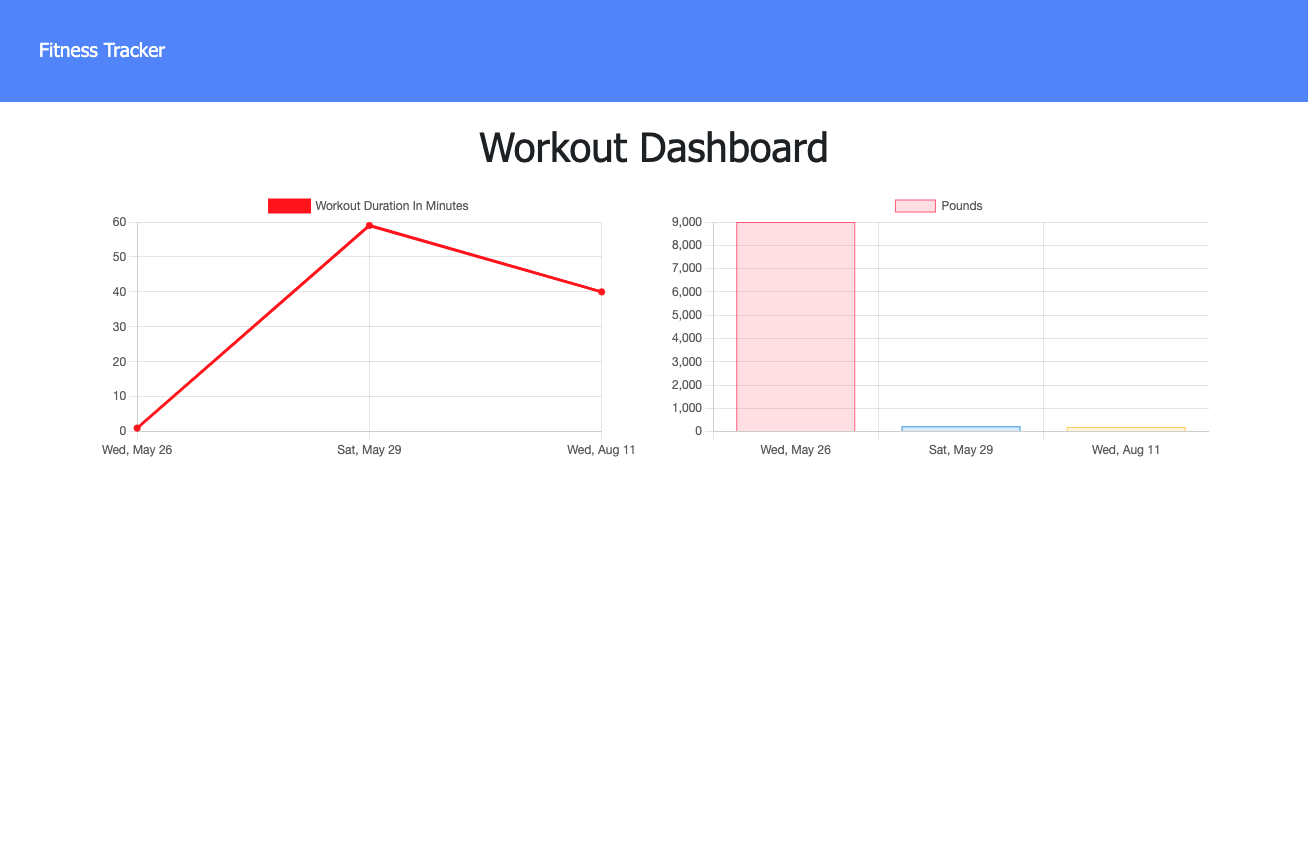 Fitness Tracker
Workout Dashboard
Workout Duration In Minutes
60
50
40
30
20
10
0
Wed, May 26 Sat, May 29 Wed, Aug 11
Pounds
9,000
8,000
7,000
6,000
5,000
4,000
3,000
2,000
1,000
0
Wed, May 26 Sat, May 29 Wed, Aug 11